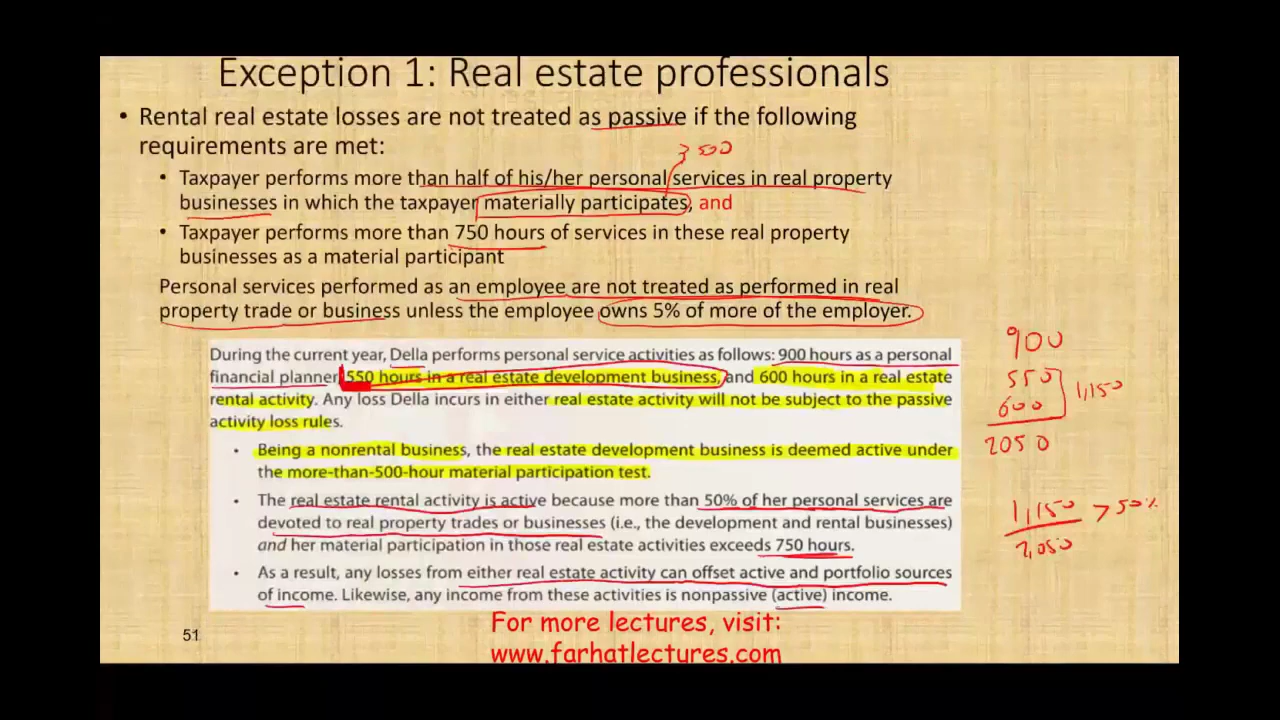 Exception 1: Real estate professionals
• Rental real estate losses are not treated as passive if the following
requirements are met:
> 500
• Taxpayer performs more than half of his/her personal services in real property
businesses in which the taxpayer materially participates, and
• Taxpayer performs more than 750 hours of services in these real property
businesses as a material participant
Personal services performed as an employee are not treated as performed in real
property trade or business unless the employee owns 5% of more of the employer.
During the current year, Della performs personal service activities as follows: 900 hours as a personal
financial planner, 550 hours in a real estate development business, and 600 hours in a real estate
rental activity. Any loss Della incurs in either real estate activity will not be subject to the passive
activity loss rules.
• Being a nonrental business, the real estate development business is deemed active under
the more-than-500-hour material participation test.
• The real estate rental activity is active because more than 50% of her personal services are
devoted to real property trades or businesses (i.e., the development and rental businesses)
and her material participation in those real estate activities exceeds 750 hours.
• As a result, any losses from either real estate activity can offset active and portfolio sources
of income. Likewise, any income from these activities is nonpassive (active) income.
900
550
600
1,150
2050
1,150 > 50%
2,050
51
For more lectures, visit:
www.farhatlectures.com